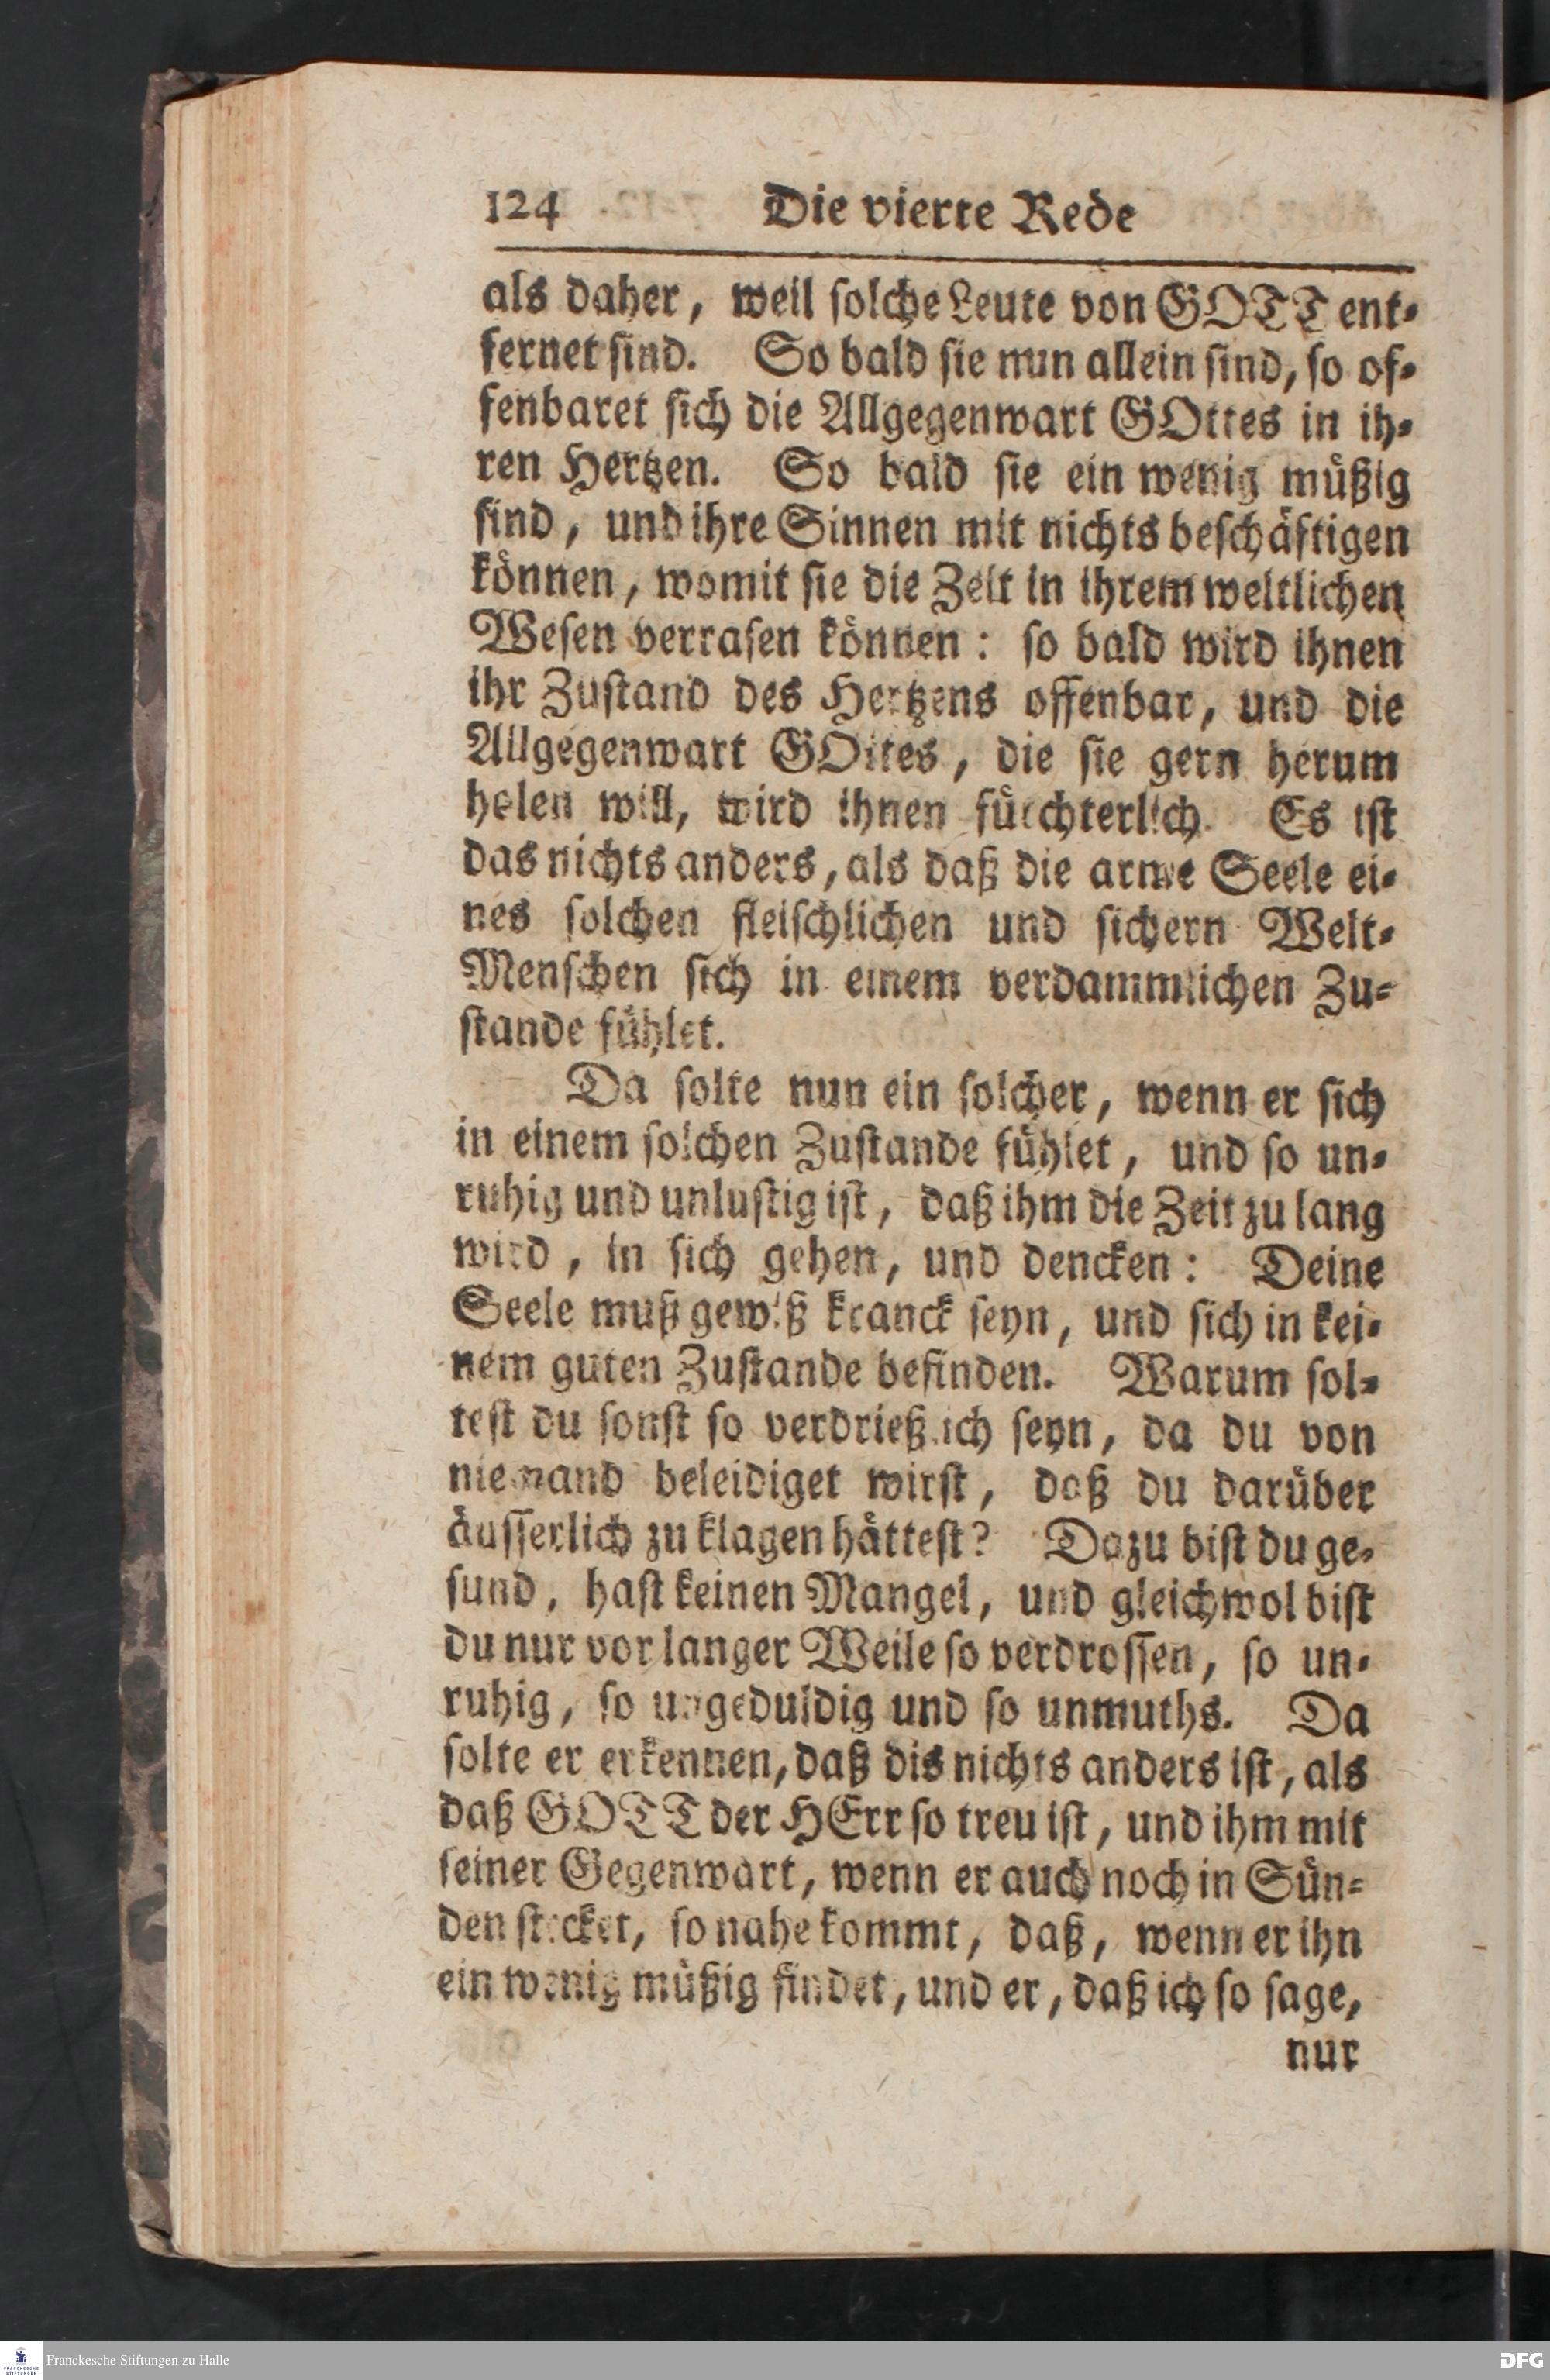 124 Die vierte Rede
als daher, weil ſolche Leute von GOTT ent-
fernet ſind. So bald ſie nun allein ſind, ſo of-
fenbaret ſich die Allgegenwart GOttes in ih-
ren Hertzen. So bald ſie ein wenig müßig
ſind, und ihre Sinnen mit nichts beſchäftigen
können, womit ſie die Zeit in ihrem weltlichen
Weſen verraſen können: ſo bald wird ihnen
ihr Zuſtand des Hertzens offenbar, und die
Allgegenwart GOttes, die ſie gern herum
holen will, wird ihnen fürchterlich. Es iſt
das nichts anders, als daß die arme Seele ei-
nes ſolchen fleiſchlichen und ſichern Welt-
Menſchen ſich in einem verdammlichen Zu-
ſtande fühlet.
Da ſolte nun ein ſolcher, wenn er ſich
in einem ſolchen Zuſtande fühlet, und ſo un-
ruhig und unluſtig iſt, daß ihm die Zeit zu lang
wird, in ſich gehen, und dencken: Deine
Seele muß gewiß kranck ſeyn, und ſich in kei-
nem guten Zuſtande befinden. Warum ſol-
teſt du ſonſt ſo verdrießlich ſeyn, da du von
niemand beleidiget wirſt, daß du darüber
äuſſerlich zu klagen hätteſt? Dazu biſt du ge-
ſund, haſt keinen Mangel, und gleichwol biſt
du nur vor langer Weile ſo verdroſſen, ſo un-
ruhig, ſo ungeduldig und ſo unmuths. Da
ſolte er erkennen, daß dis nichts anders iſt, als
daß GOTT der HErr ſo treu iſt, und ihm mit
ſeiner Gegenwart, wenn er auch noch in Sün-
den ſtecket, ſo nahe kommt, daß, wenn er ihn
ein wenig müßig findet, und er, daß ich ſo ſage,
nur
FRANCKESCHE STIFTUNGEN
Franckesche Stiftungen zu Halle
DFG